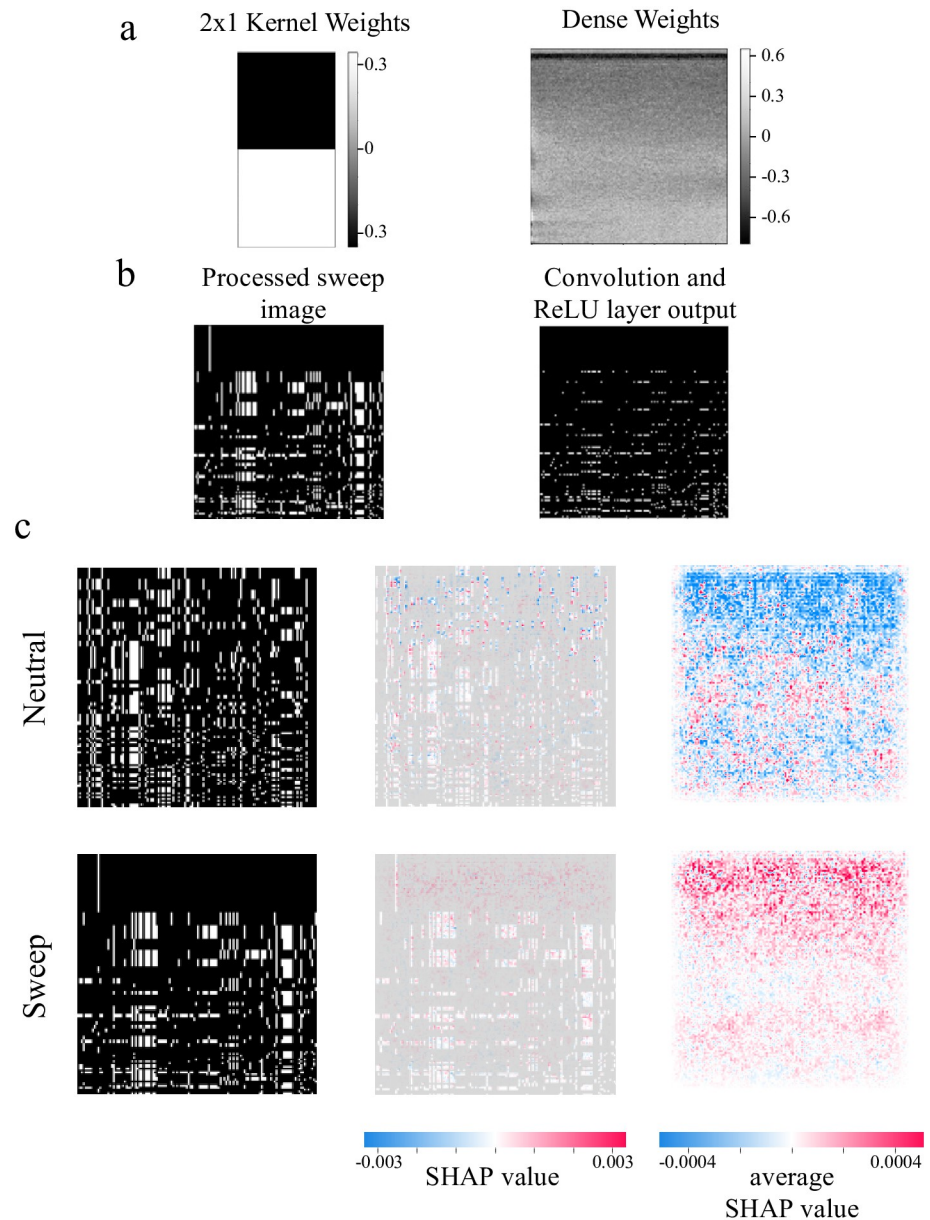 a
2x1 Kernel Weights
Dense Weights
0.3
0
0.3
0.6
0.3
0
-0.3
-0.6
b
Processed sweep
image
Convolution and
ReLU layer output
c
Neutral
Sweep
-0.003
0.003
SHAP value
-0.0004
0.0004
average
SHAP value